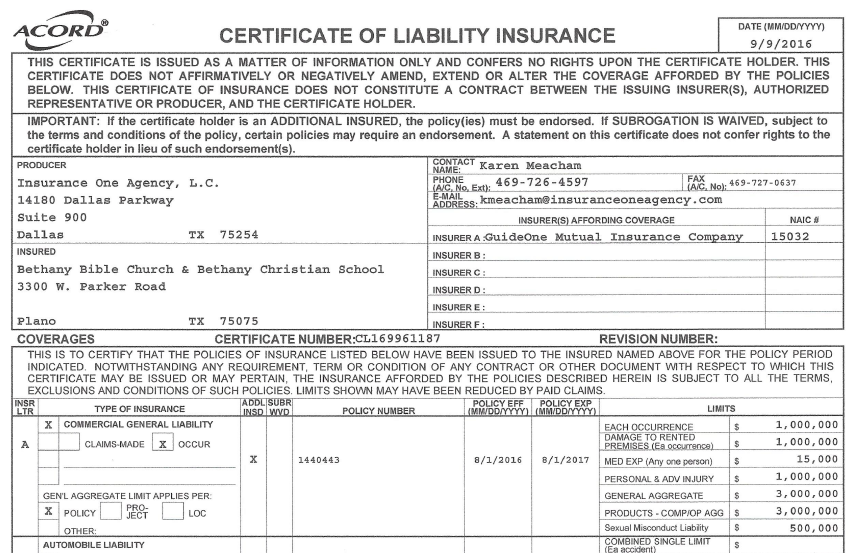 ACORD®
CERTIFICATE OF LIABILITY INSURANCE
DATE (MM/DD/YYYY)
9/9/2016
THIS CERTIFICATE IS ISSUED AS A MATTER OF INFORMATION ONLY AND CONFERS NO RIGHTS UPON THE CERTIFICATE HOLDER. THIS
CERTIFICATE DOES NOT AFFIRMATIVELY OR NEGATIVELY AMEND, EXTEND OR ALTER THE COVERAGE AFFORDED BY THE POLICIES
BELOW. THIS CERTIFICATE OF INSURANCE DOES NOT CONSTITUTE A CONTRACT BETWEEN THE ISSUING INSURER(S), AUTHORIZED
REPRESENTATIVE OR PRODUCER, AND THE CERTIFICATE HOLDER.
IMPORTANT: If the certificate holder is an ADDITIONAL INSURED, the policy(ies) must be endorsed. If SUBROGATION IS WAIVED, subject to
the terms and conditions of the policy, certain policies may require an endorsement. A statement on this certificate does not confer rights to the
certificate holder in lieu of such endorsement(s).
PRODUCER
Insurance One Agency, L.C.
14180 Dallas Parkway
Suite 900
Dallas TX 75254
CONTACT NAME: Karen Meacham
PHONE (A/C, No, Ext): 469-726-4597 FAX (A/C, No): 469-727-0637
E-MAIL ADDRESS: kmeacham@insuranceoneagency.com
INSURER(S) AFFORDING COVERAGE NAIC #
INSURER A :GuideOne Mutual Insurance Company 15032
INSURED
Bethany Bible Church & Bethany Christian School
3300 W. Parker Road
Plano TX 75075
INSURER B :
INSURER C :
INSURER D :
INSURER E :
INSURER F :
COVERAGES CERTIFICATE NUMBER:CL169961187 REVISION NUMBER:
THIS IS TO CERTIFY THAT THE POLICIES OF INSURANCE LISTED BELOW HAVE BEEN ISSUED TO THE INSURED NAMED ABOVE FOR THE POLICY PERIOD
INDICATED. NOTWITHSTANDING ANY REQUIREMENT, TERM OR CONDITION OF ANY CONTRACT OR OTHER DOCUMENT WITH RESPECT TO WHICH THIS
CERTIFICATE MAY BE ISSUED OR MAY PERTAIN, THE INSURANCE AFFORDED BY THE POLICIES DESCRIBED HEREIN IS SUBJECT TO ALL THE TERMS,
EXCLUSIONS AND CONDITIONS OF SUCH POLICIES. LIMITS SHOWN MAY HAVE BEEN REDUCED BY PAID CLAIMS.
INSR LTR TYPE OF INSURANCE ADDL INSD SUBR WVD POLICY NUMBER POLICY EFF (MM/DD/YYYY) POLICY EXP (MM/DD/YYYY) LIMITS
X COMMERCIAL GENERAL LIABILITY EACH OCCURRENCE $ 1,000,000
A CLAIMS-MADE X OCCUR DAMAGE TO RENTED PREMISES (Ea occurrence) $ 1,000,000
X 1440443 8/1/2016 8/1/2017 MED EXP (Any one person) $ 15,000
PERSONAL & ADV INJURY $ 1,000,000
GEN'L AGGREGATE LIMIT APPLIES PER: GENERAL AGGREGATE $ 3,000,000
X POLICY PRO-JECT LOC PRODUCTS - COMP/OP AGG $ 3,000,000
OTHER: Sexual Misconduct Liability $ 500,000
AUTOMOBILE LIABILITY COMBINED SINGLE LIMIT (Ea accident) $